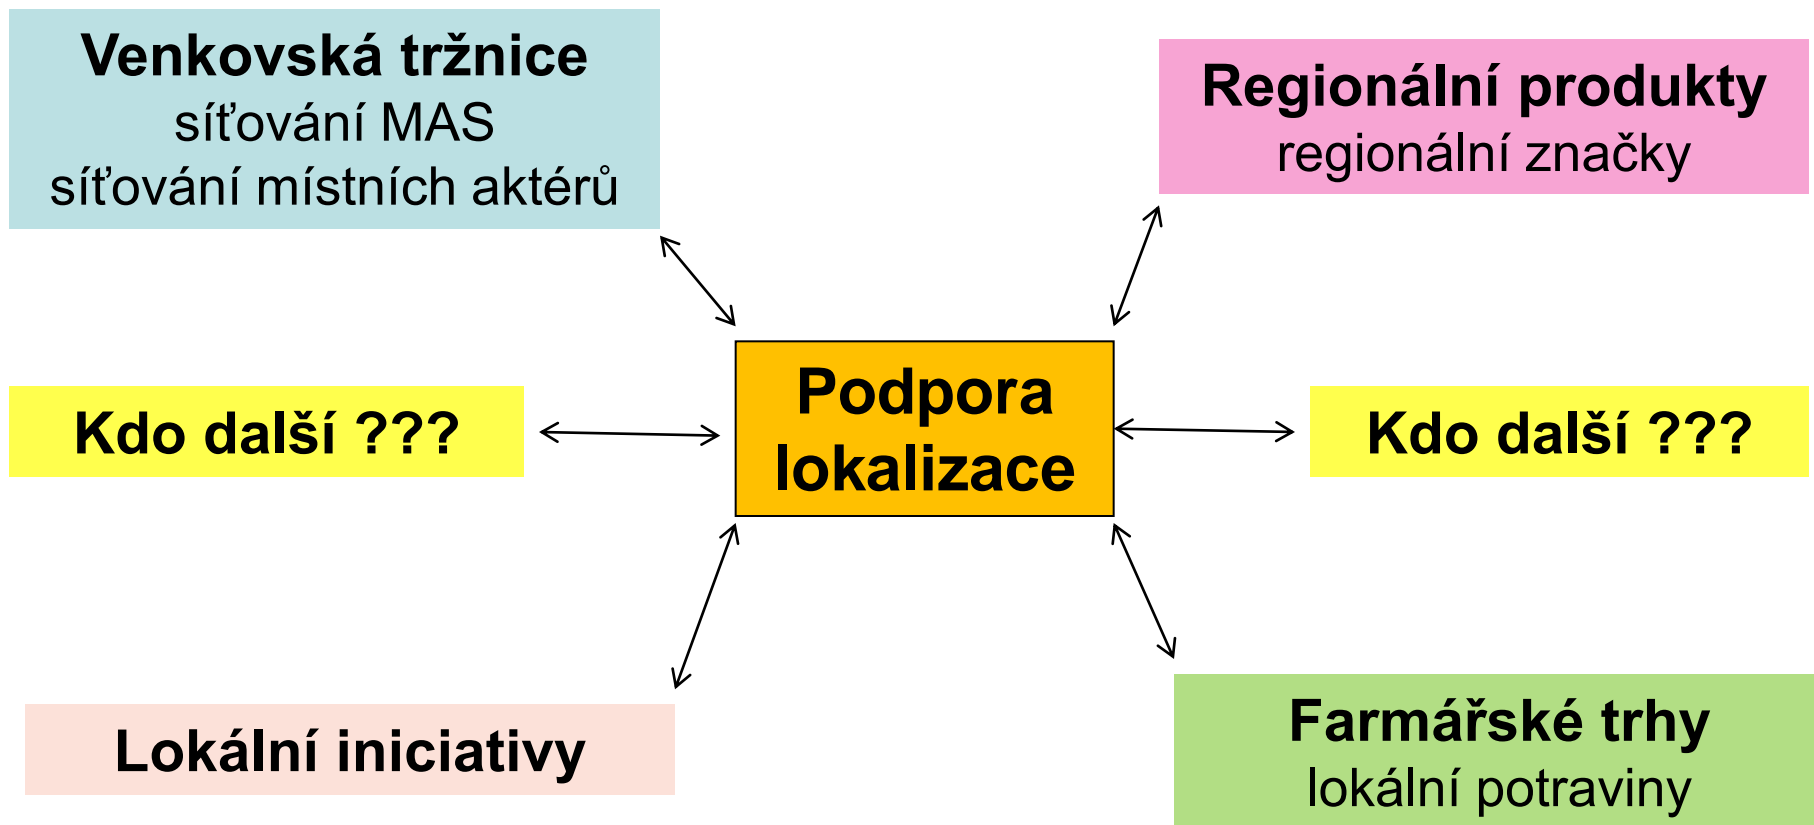 Venkovská tržnice
síťování MAS
síťování místních aktérů
Regionální produkty
regionální značky
Kdo další ???
Podpora
lokalizace
Kdo další ???
Lokální iniciativy
Farmářské trhy
lokální potraviny